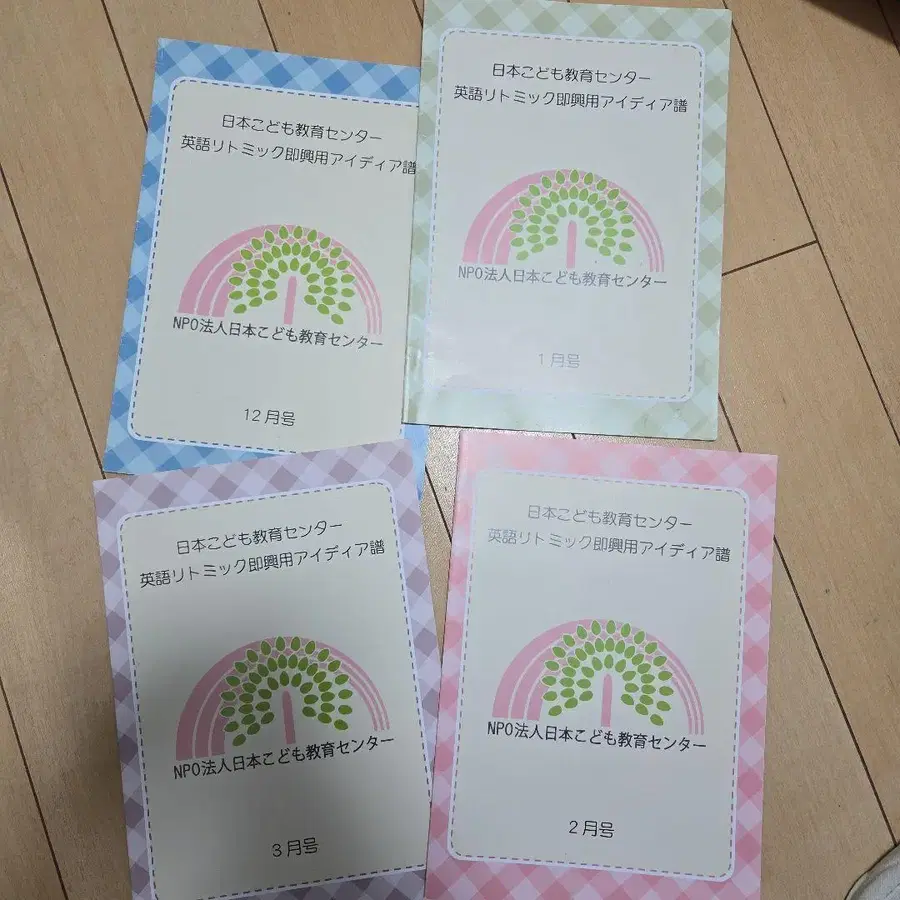 日本こども教育センター
英語リトミック即興用アイディア譜
NPO法人日本こども教育センター
12月号
日本こども教育センター
英語リトミック即興用アイディア譜
NPO法人日本こども教育センター
1月号
日本こども教育センター
英語リトミック即興用アイディア譜
NPO法人日本こども教育センター
3月号
日本こども教育センター
英語リトミック即興用アイディア譜
NPO法人日本こども教育センター
2月号